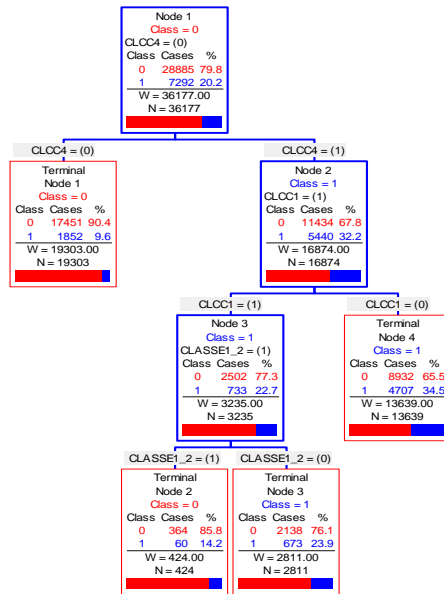 Node 1
Class = 0
CLCC4 = (0)
Class Cases %
0 28885 79.8
1 7292 20.2
W = 36177.00
N = 36177
CLCC4 = (0)
CLCC4 = (1)
Terminal
Node 1
Class = 0
Class Cases %
0 17451 90.4
1 1852 9.6
W = 19303.00
N = 19303
Node 2
Class = 1
CLCC1 = (1)
Class Cases %
0 11434 67.8
1 5440 32.2
W = 16874.00
N = 16874
CLCC1 = (1)
CLCC1 = (0)
Node 3
Class = 1
CLASSE1_2 = (1)
Class Cases %
0 2502 77.3
1 733 22.7
W = 3235.00
N = 3235
Terminal
Node 4
Class = 1
Class Cases %
0 8932 65.5
1 4707 34.5
W = 13639.00
N = 13639
CLASSE1_2 = (1)
CLASSE1_2 = (0)
Terminal
Node 2
Class = 0
Class Cases %
0 364 85.8
1 60 14.2
W = 424.00
N = 424
Terminal
Node 3
Class = 1
Class Cases %
0 2138 76.1
1 673 23.9
W = 2811.00
N = 2811